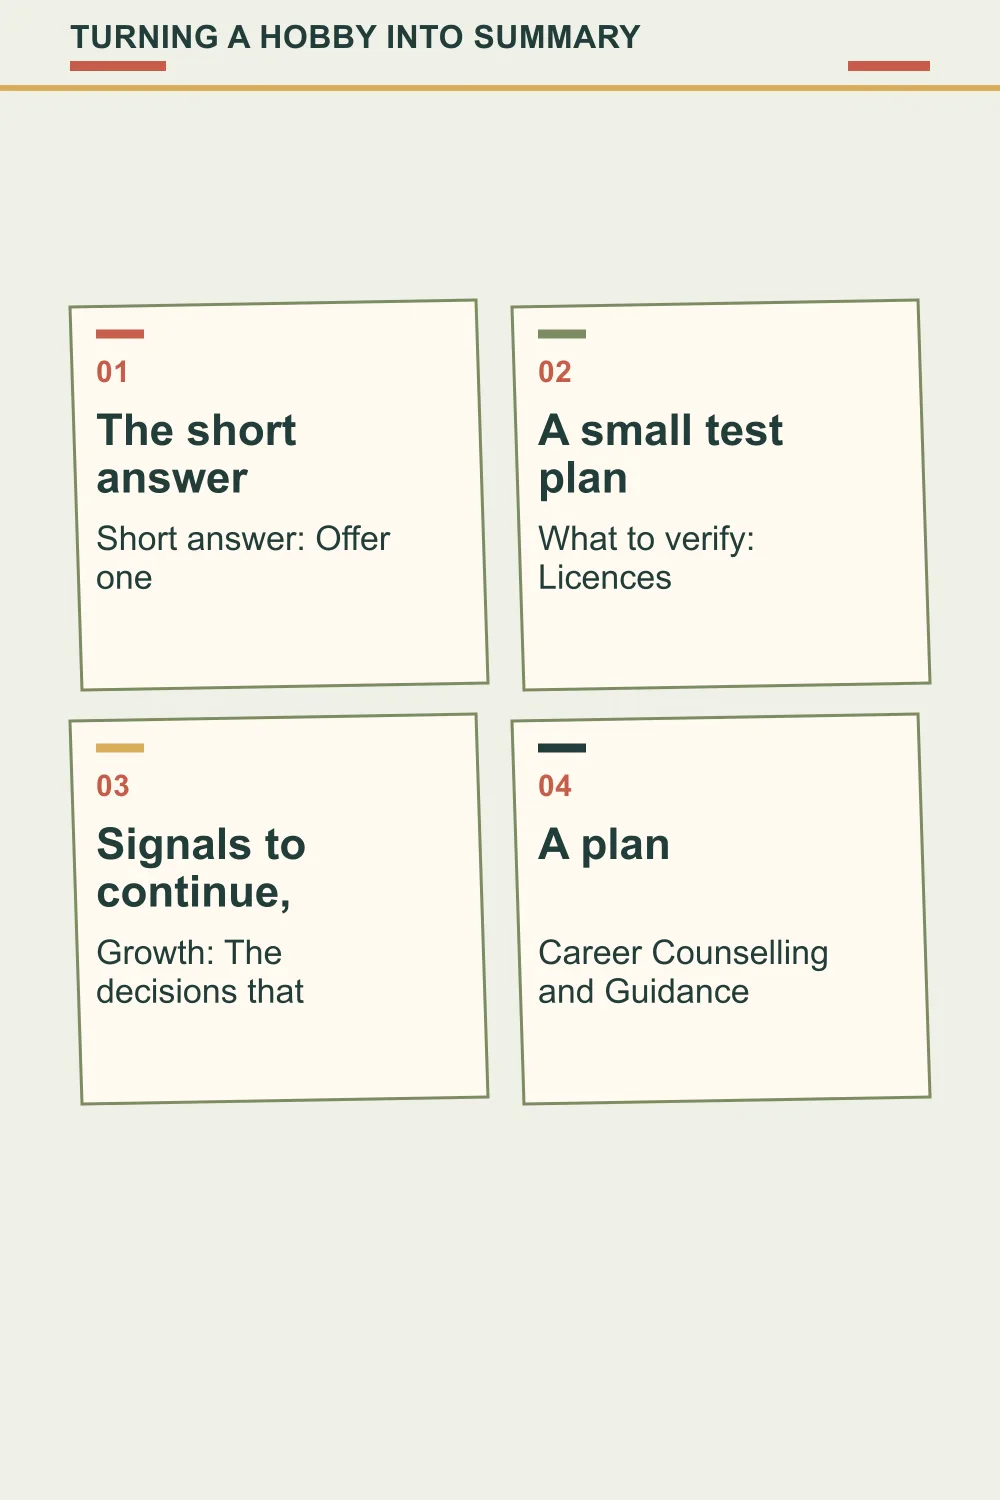 TURNING A HOBBY INTO SUMMARY
01
The short
answer
Short answer: Offer
one
02
A small test
plan
What to verify:
Licences
03
Signals to
continue,
Growth: The
decisions that
04
A plan
Career Counselling
and Guidance